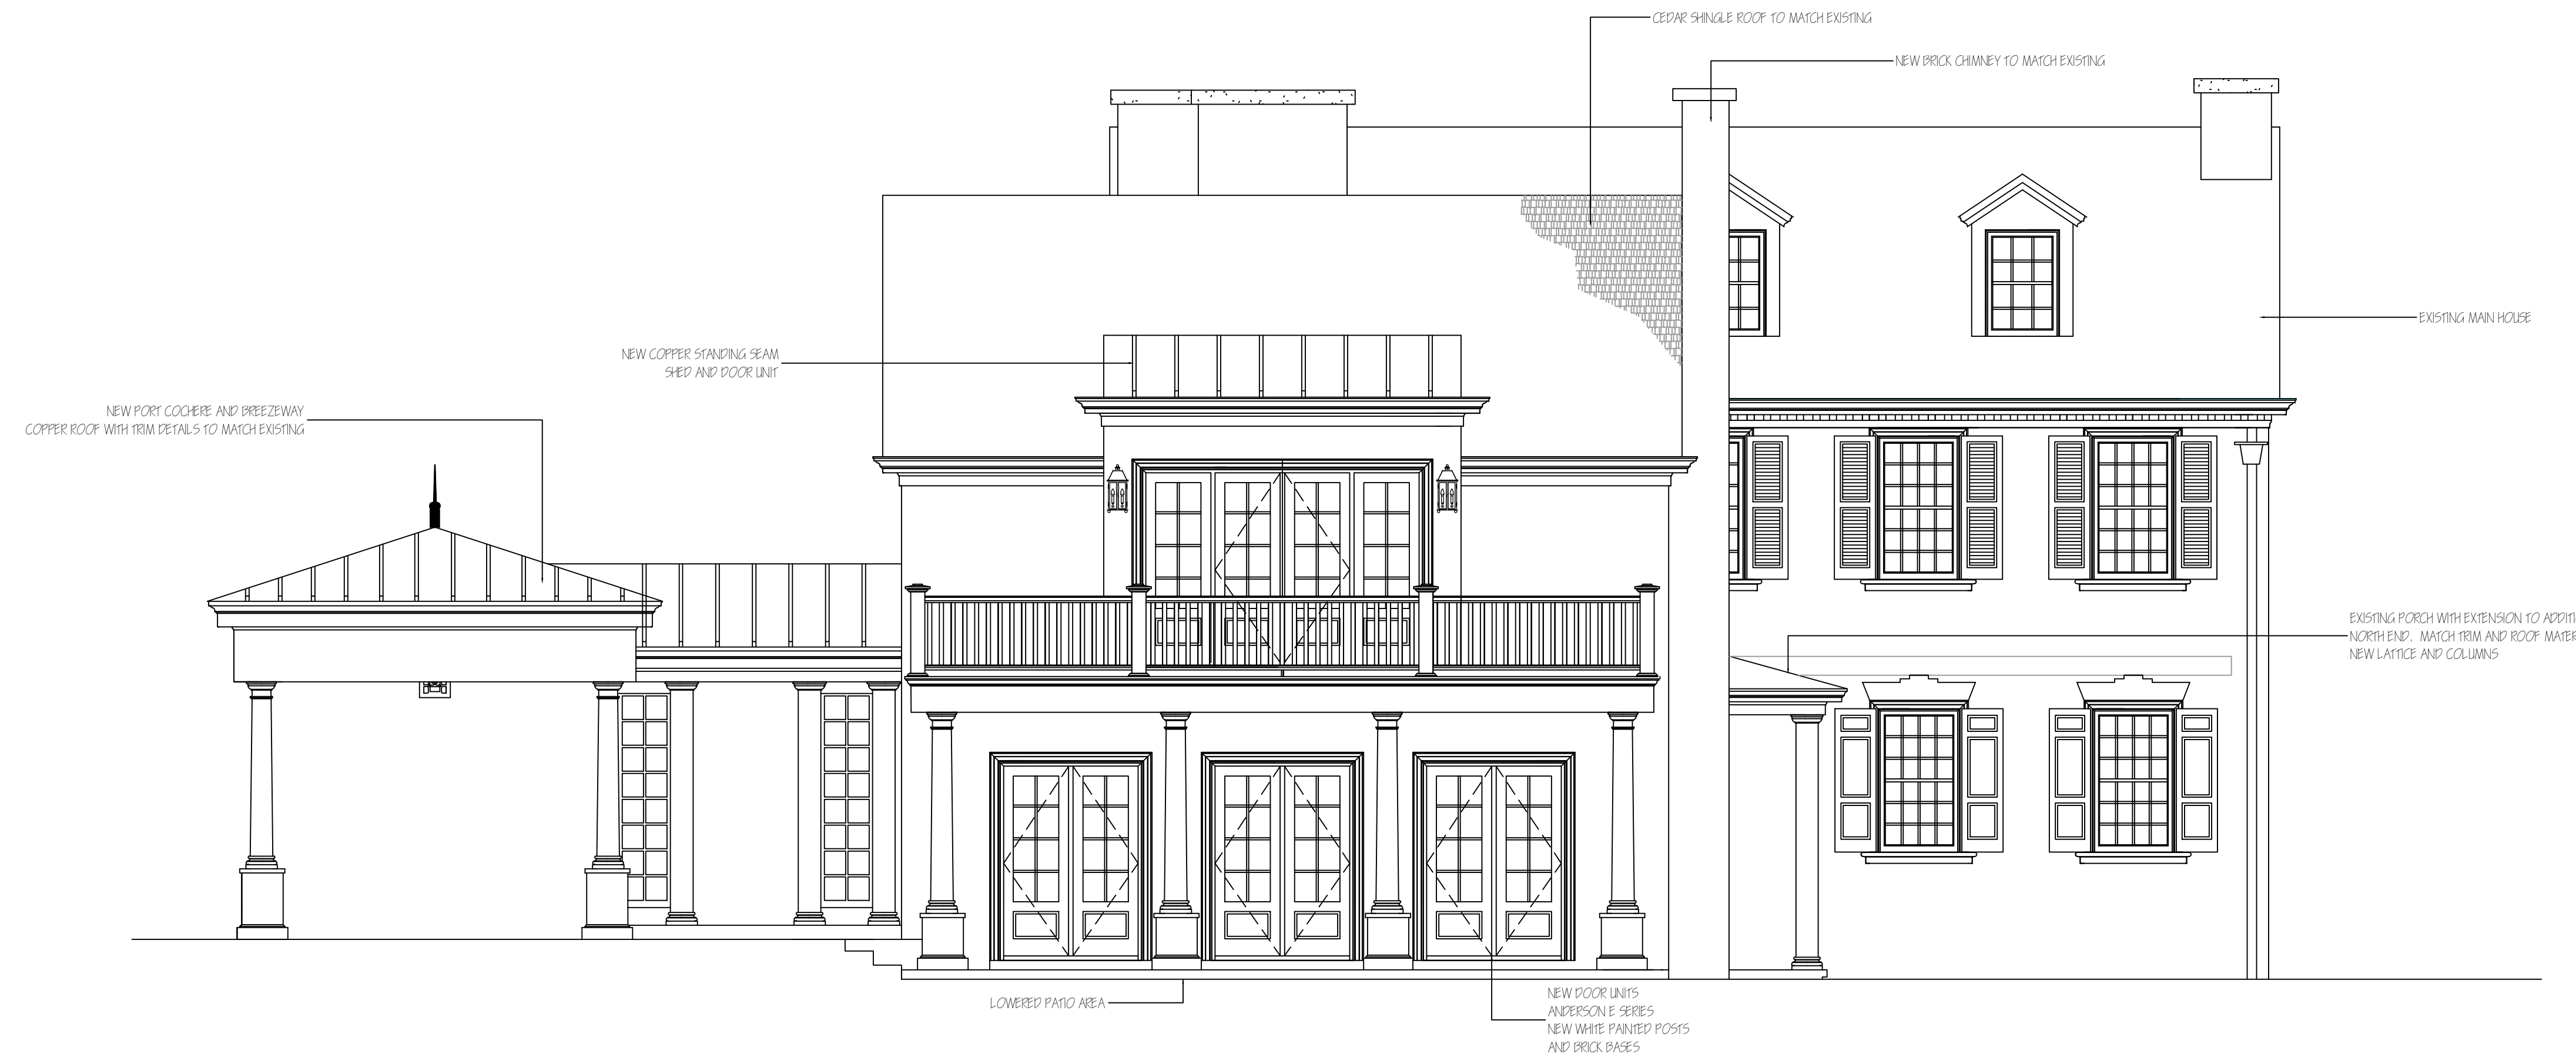 CEDAR SHINGLE ROOF TO MATCH EXISTING
NEW BRICK CHIMNEY TO MATCH EXISTING
EXISTING MAIN HOUSE
NEW COPPER STANDING SEAM
SHED AND DOOR UNIT
NEW PORT COCHERE AND BREEZEWAY
COPPER ROOF WITH TRIM DETAILS TO MATCH EXISTING
EXISTING PORCH WITH EXTENSION TO
NORTH END. MATCH TRIM AND ROOF
NEW LATTICE AND COLUMNS
LOWERED PATIO AREA
NEW DOOR UNITS
ANDERSON E SERIES
NEW WHITE PAINTED POSTS
AND BRICK BASES